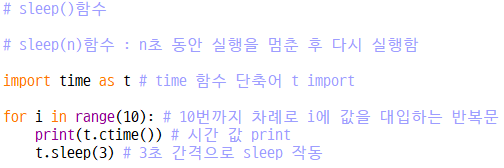 # sleep()함수
# sleep(n)함수 : n초 동안 실행을 멈춘 후 다시 실행함
import time as t # time 함수 단축어 t import
for i in range(10): # 10번까지 차례로 i에 값을 대입하는 반복문
    print(t.ctime()) # 시간 값 print
    t.sleep(3) # 3초 간격으로 sleep 작동